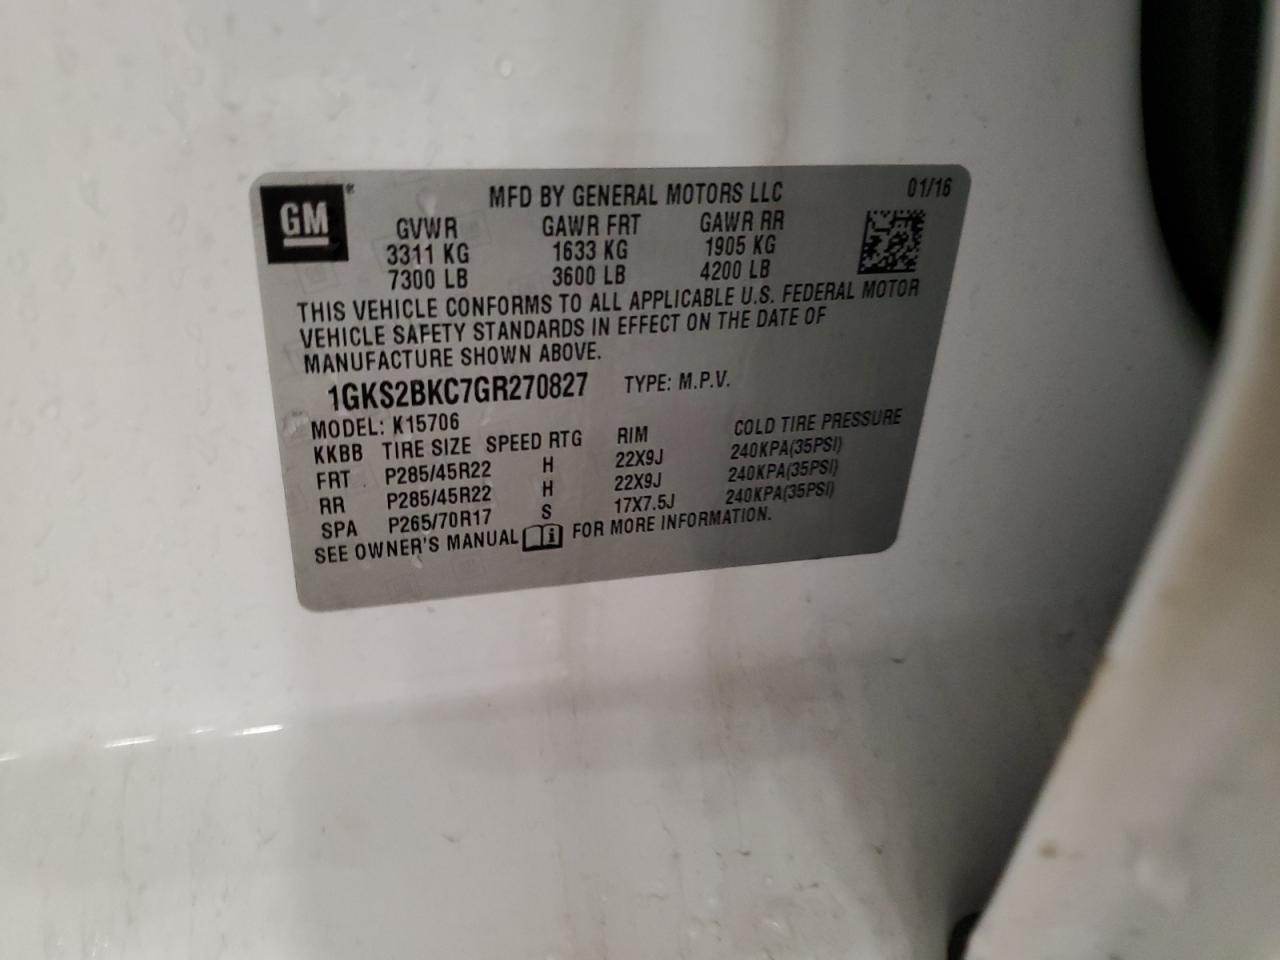 GM® MFD BY GENERAL MOTORS LLC 01/16
GVWR GAWR FRT GAWR RR
3311 KG 1633 KG 1905 KG
7300 LB 3600 LB 4200 LB
THIS VEHICLE CONFORMS TO ALL APPLICABLE U.S. FEDERAL MOTOR
VEHICLE SAFETY STANDARDS IN EFFECT ON THE DATE OF
MANUFACTURE SHOWN ABOVE.
1GKS2BKC7GR270827 TYPE: M.P.V.
MODEL: K15706
KKBB TIRE SIZE SPEED RTG RIM COLD TIRE PRESSURE
FRT P285/45R22 H 22X9J 240KPA(35PSI)
RR P285/45R22 H 22X9J 240KPA(35PSI)
SPA P265/70R17 S 17X7.5J 240KPA(35PSI)
SEE OWNER'S MANUAL i FOR MORE INFORMATION.